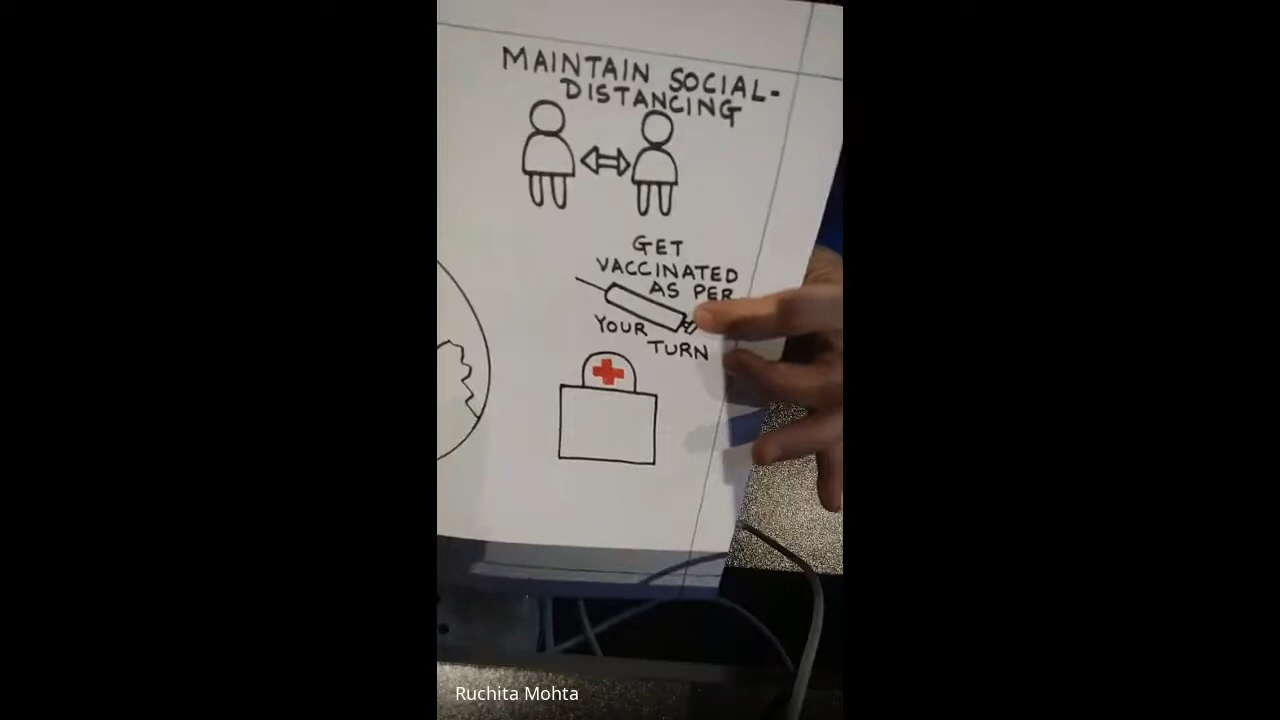 MAINTAIN SOCIAL-
DISTANCING
GET
VACCINATED
AS PER
YOUR
TURN
Ruchita Mohta